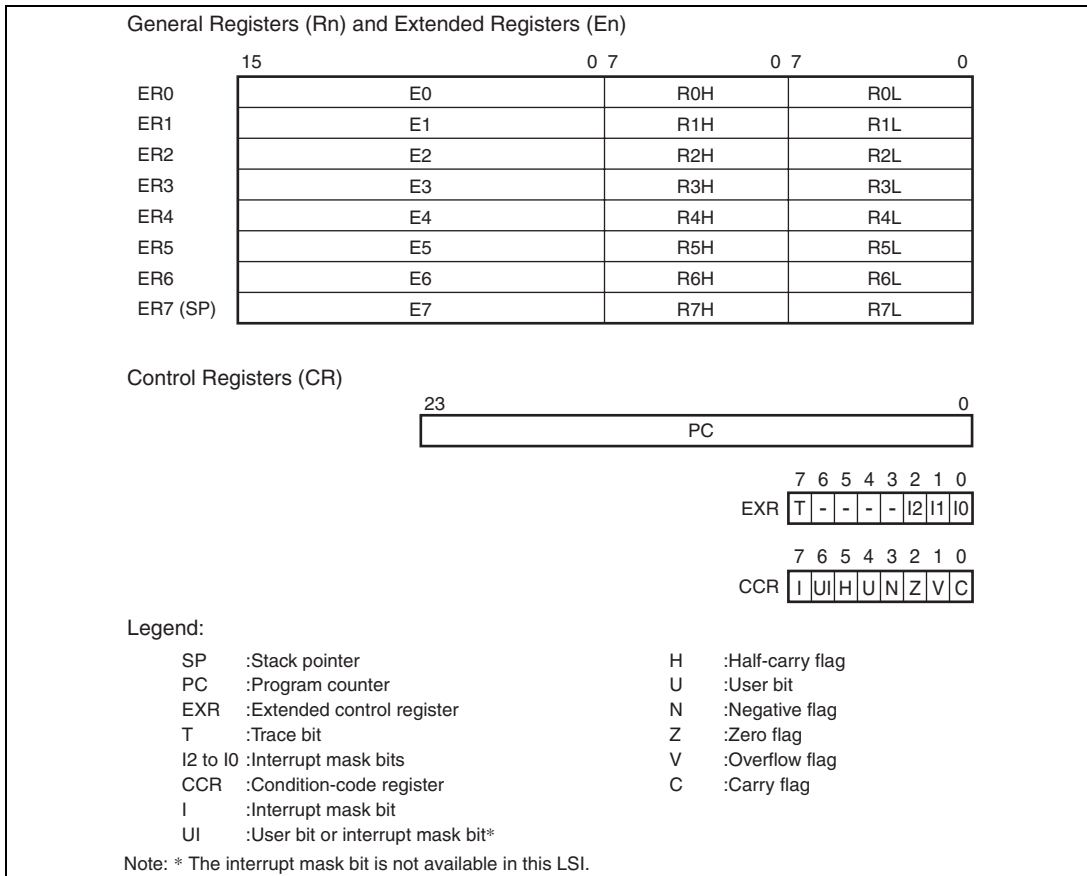 General Registers (Rn) and Extended Registers (En)
15 0 7 0 7 0
ER0 E0 R0H R0L
ER1 E1 R1H R1L
ER2 E2 R2H R2L
ER3 E3 R3H R3L
ER4 E4 R4H R4L
ER5 E5 R5H R5L
ER6 E6 R6H R6L
ER7 (SP) E7 R7H R7L
Control Registers (CR)
23 0
PC
7 6 5 4 3 2 1 0
EXR T - - - - I2 I1 I0
7 6 5 4 3 2 1 0
CCR I UI H U N Z V C
Legend:
SP :Stack pointer
PC :Program counter
EXR :Extended control register
T :Trace bit
I2 to I0 :Interrupt mask bits
CCR :Condition-code register
I :Interrupt mask bit
UI :User bit or interrupt mask bit*
H :Half-carry flag
U :User bit
N :Negative flag
Z :Zero flag
V :Overflow flag
C :Carry flag
Note: * The interrupt mask bit is not available in this LSI.